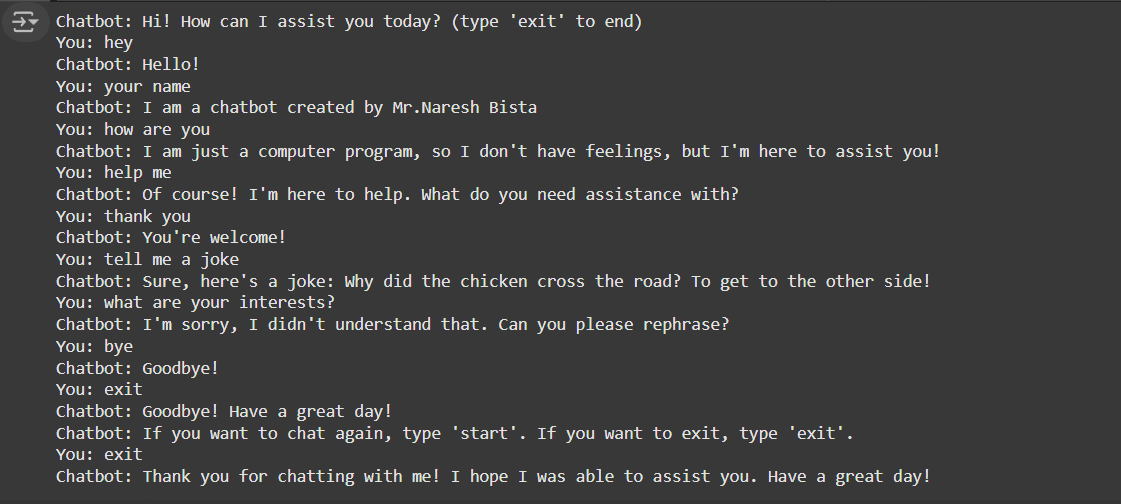 Chatbot: Hi! How can I assist you today? (type 'exit' to end)
You: hey
Chatbot: Hello!
You: your name
Chatbot: I am a chatbot created by Mr.Naresh Bista
You: how are you
Chatbot: I am just a computer program, so I don't have feelings, but I'm here to assist you!
You: help me
Chatbot: Of course! I'm here to help. What do you need assistance with?
You: thank you
Chatbot: You're welcome!
You: tell me a joke
Chatbot: Sure, here's a joke: Why did the chicken cross the road? To get to the other side!
You: what are your interests?
Chatbot: I'm sorry, I didn't understand that. Can you please rephrase?
You: bye
Chatbot: Goodbye!
You: exit
Chatbot: Goodbye! Have a great day!
Chatbot: If you want to chat again, type 'start'. If you want to exit, type 'exit'.
You: exit
Chatbot: Thank you for chatting with me! I hope I was able to assist you. Have a great day!